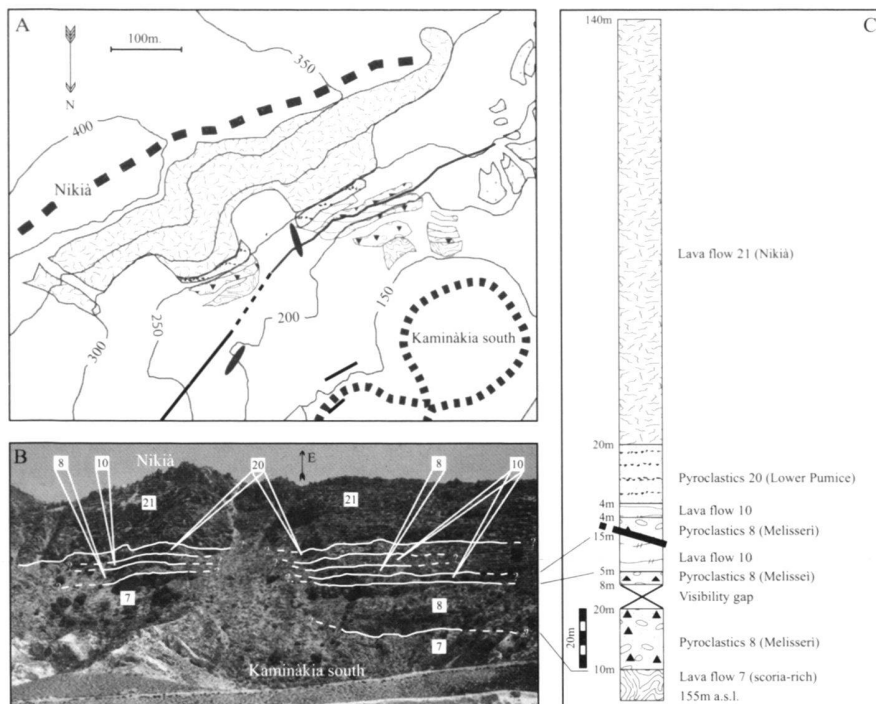 A
100m.
N
400
350
Nikià
300
250
200
150
Kaminàkia south
B
8
10
Nikià
20
E
8
10
21
21
7
8
7
Kaminàkia south
C
140m
Lava flow 21 (Nikià)
20m
Pyroclastics 20 (Lower Pumice)
4m
Lava flow 10
4m
Pyroclastics 8 (Melisseri)
15m
Lava flow 10
5m
Pyroclastics 8 (Melissei)
8m
Visibility gap
20m
20m
Pyroclastics 8 (Melisseri)
10m
Lava flow 7 (scoria-rich)
155m a.s.l.